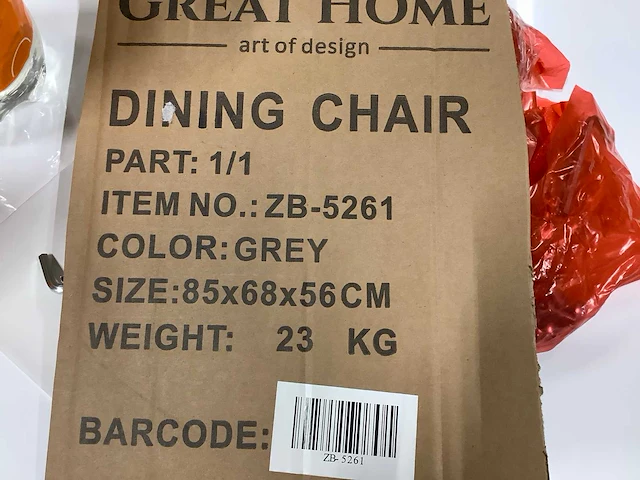 GREAT HOME
art of design
DINING CHAIR
PART: 1/1
ITEM NO.: ZB-5261
COLOR: GREY
SIZE:85x68x56CM
WEIGHT: 23 KG
BARCODE:
ZB- 5261